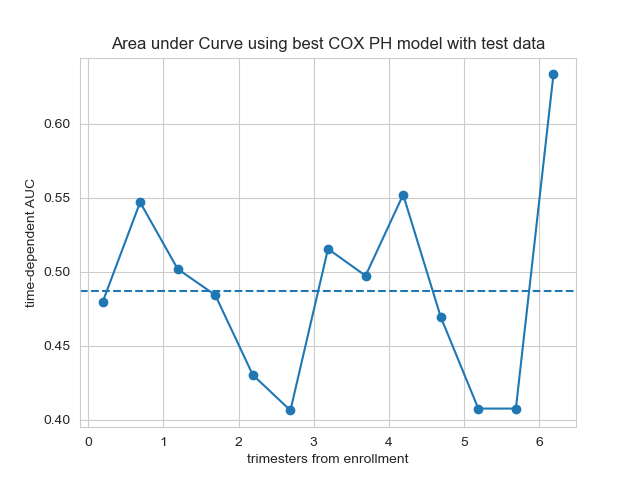 Area under Curve using best COX PH model with test data
time-dependent AUC
0.60
0.55
0.50
0.45
0.40
0 1 2 3 4 5 6
trimesters from enrollment